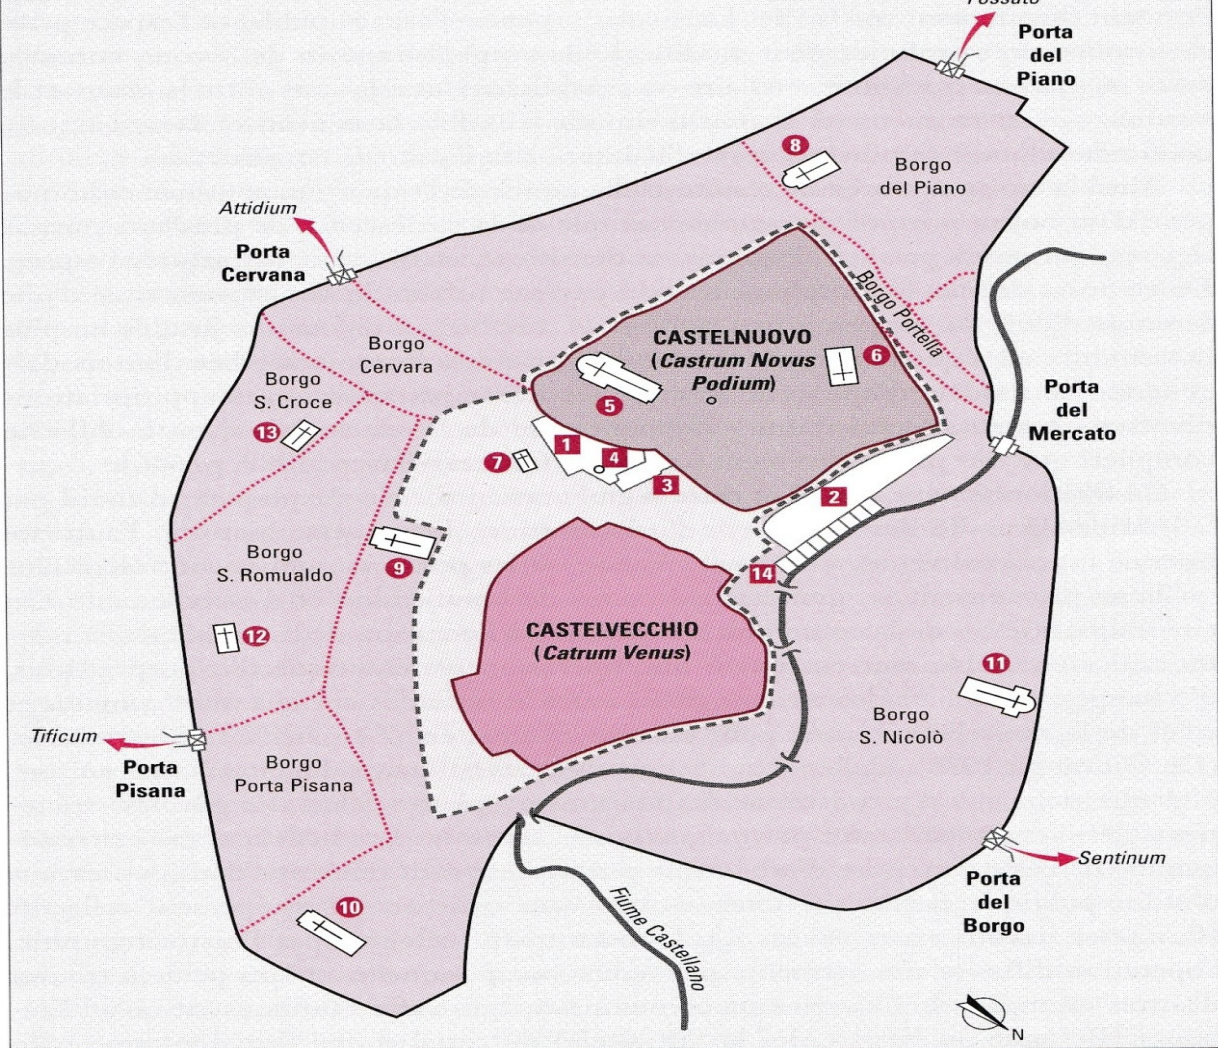 Fossato
Porta
del
Piano
8
Borgo
del Piano
Attidium
Porta
Cervana
Borgo Portella
CASTELNUOVO
(Castrum Novus
Podium)
6
5
Borgo
Cervara
Borgo
S. Croce
13
Porta
del
Mercato
1
4
7
3
2
9
14
Borgo
S. Romualdo
12
CASTELVECCHIO
(Catrum Venus)
11
Borgo
S. Nicolò
Tificum
Porta
Pisana
Borgo
Porta Pisana
Sentinum
Porta
del
Borgo
10
Fiume Castellano
N